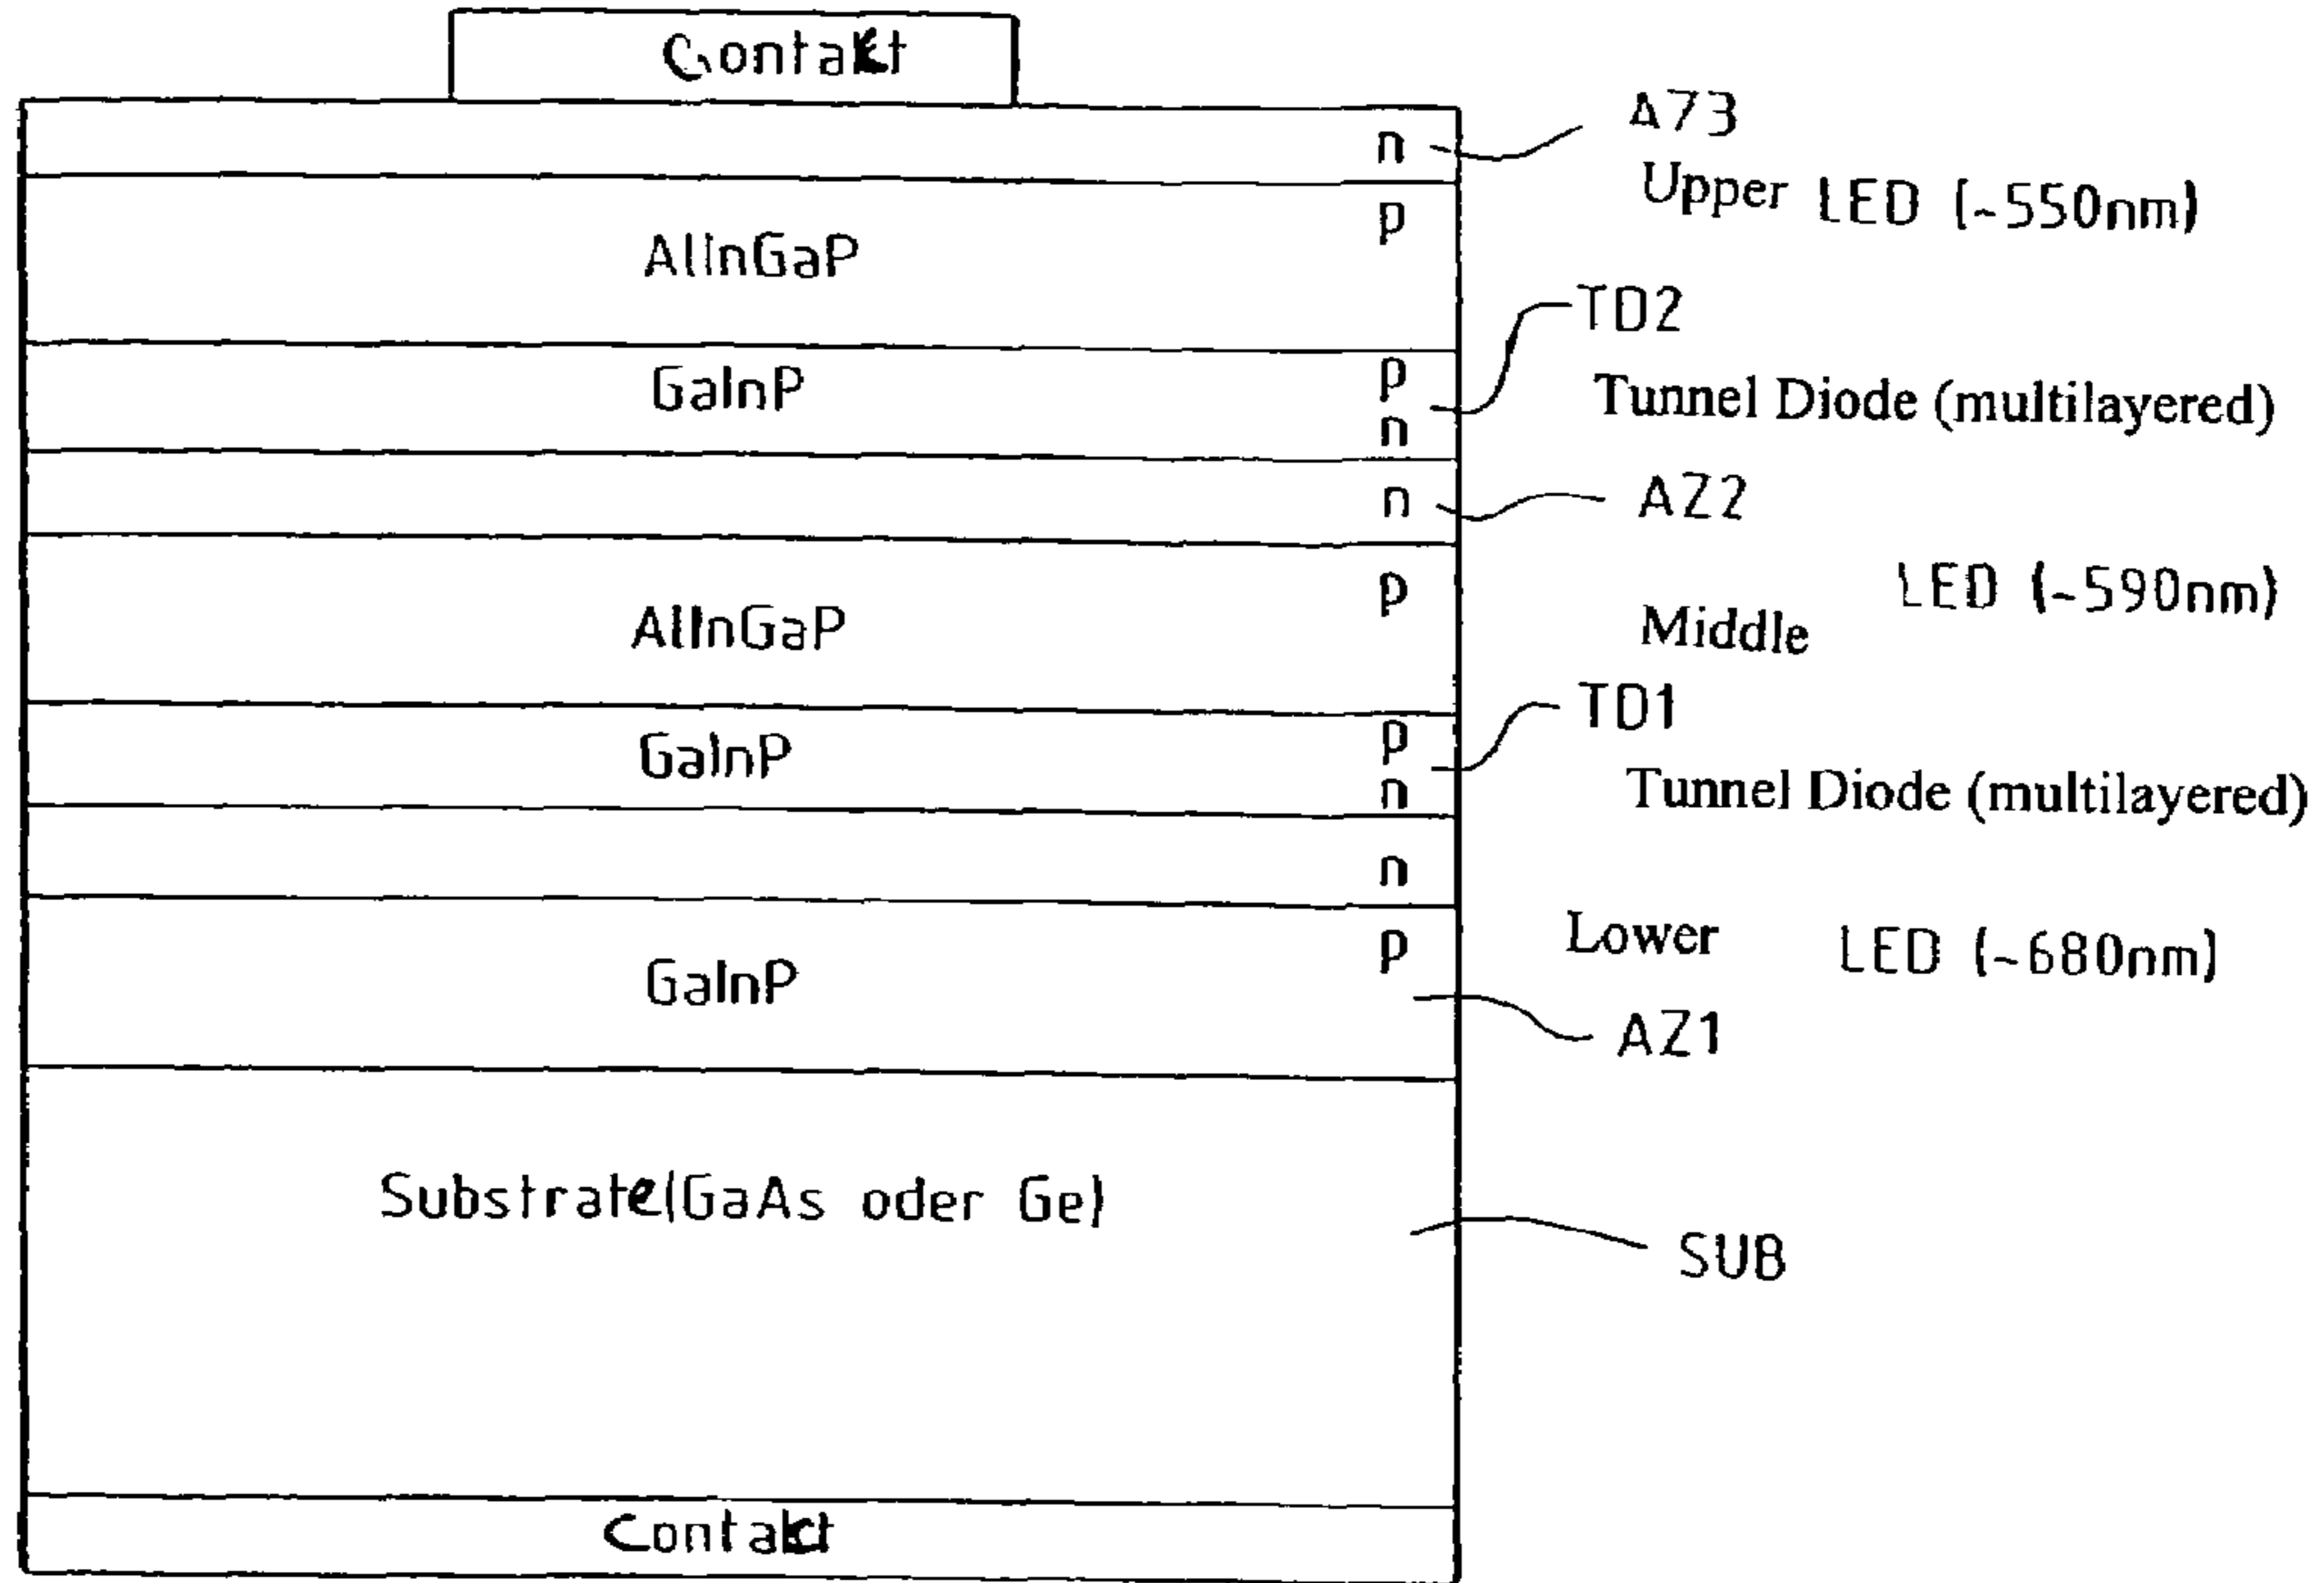 Contakt
n
A73
Upper LED (~550nm)
p
AlInGaP
TD2
GaInP
p
Tunnel Diode (multilayered)
n
n
AZ2
p
LED (~590nm)
AlInGaP
Middle
TD1
p
GaInP
n
Tunnel Diode (multilayered)
n
p
Lower LED (~680nm)
GaInP
AZ1
Substrate(GaAs oder Ge)
SUB
Contakt